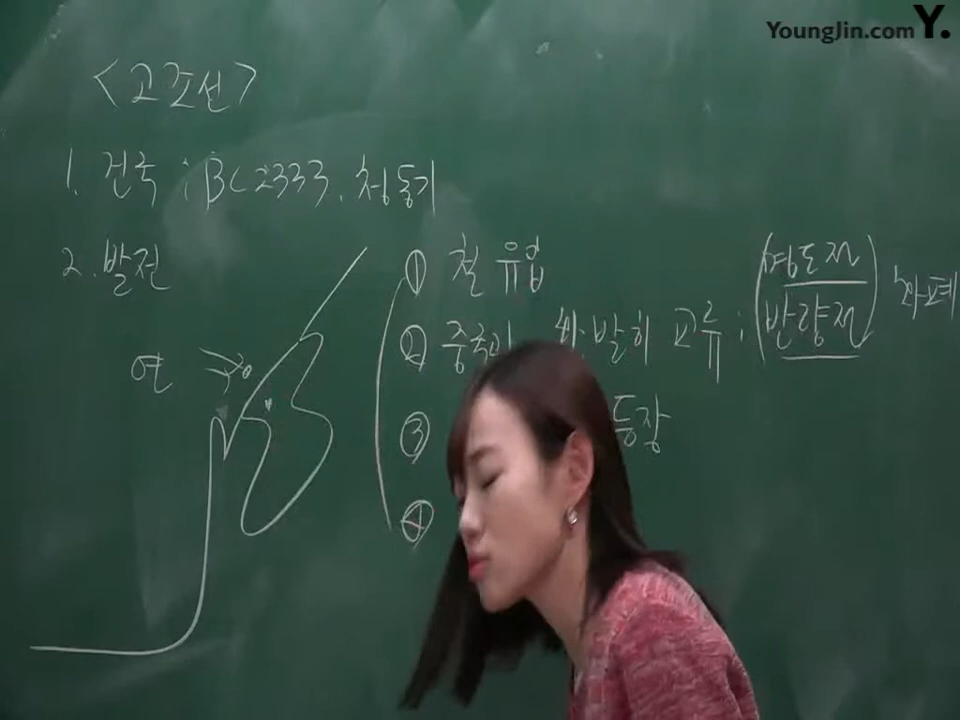 YoungJin.com Y.
<고조선>
1. 건국 : BC 2333. 청동기
2. 발전
연
① 철 유입
② 중국과 활발히 교류 : (명도전
반량전) 화폐
③ 등장
④